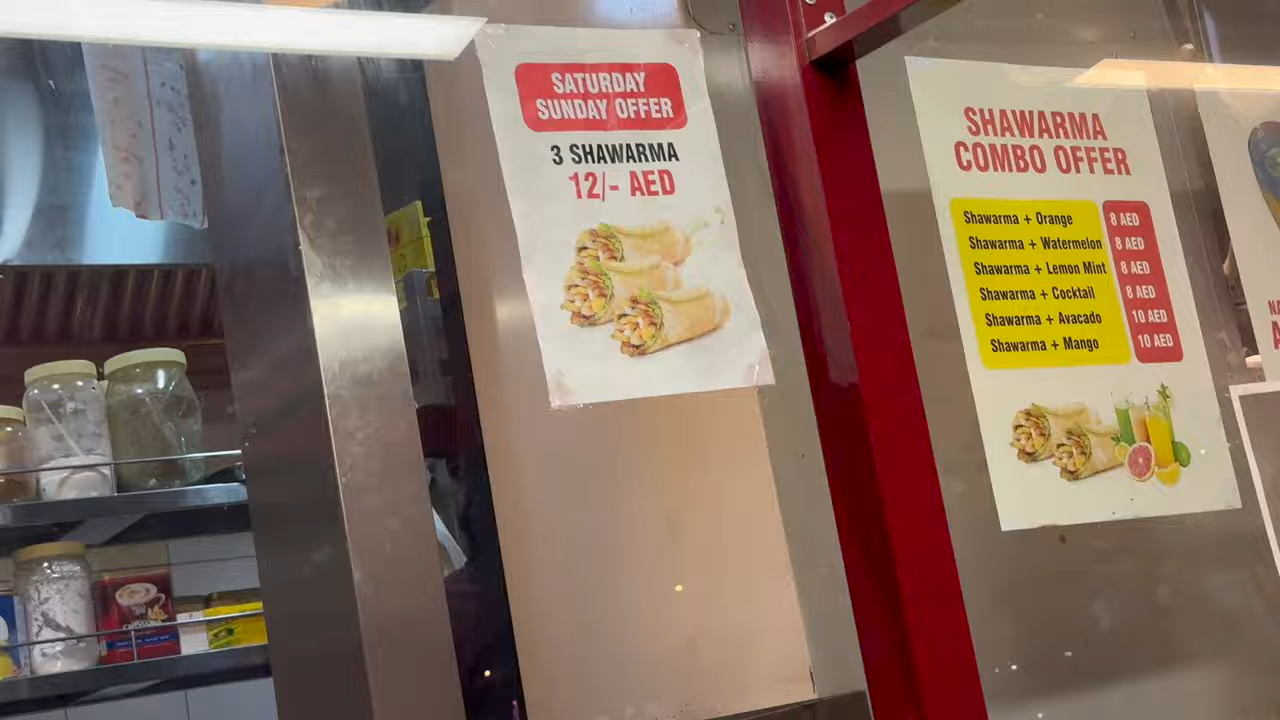 SATURDAY
SUNDAY OFFER
3 SHAWARMA
12/- AED
SHAWARMA
COMBO OFFER
Shawarma + Orange 8 AED
Shawarma + Watermelon 8 AED
Shawarma + Lemon Mint 8 AED
Shawarma + Cocktail 8 AED
Shawarma + Avacado 10 AED
Shawarma + Mango 10 AED